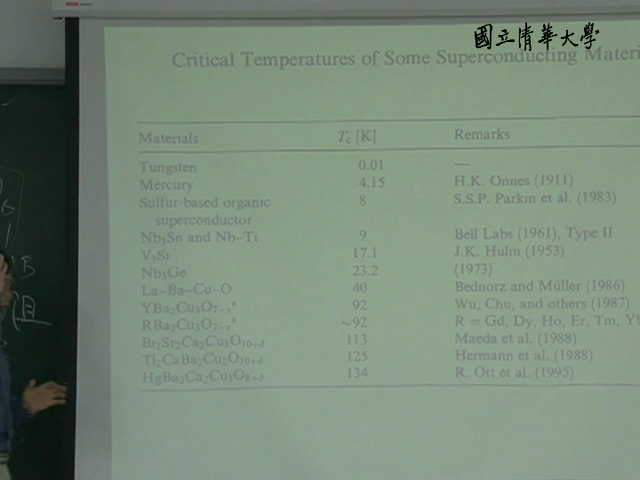 國立清華大學
Critical Temperatures of Some Superconducting Materi
Materials Tc [K] Remarks
Tungsten 0.01 —
Mercury 4.15 H.K. Onnes (1911)
Sulfur-based organic 8 S.S.P. Parkin et al. (1983)
superconductor
Nb₃Sn and Nb–Ti 9 Bell Labs (1961), Type II
V₃Si 17.1 J.K. Hulm (1953)
Nb₃Ge 23.2 (1973)
La–Ba–Cu–O 40 Bednorz and Müller (1986)
YBa₂Cu₃O₇₋ₓ* 92 Wu, Chu, and others (1987)
RBa₂Cu₃O₇₋ₓ* ~92 R = Gd, Dy, Ho, Er, Tm, Yb
Bi₂Sr₂Ca₂Cu₃O₁₀₊δ 113 Maeda et al. (1988)
Tl₂CaBa₂Cu₂O₁₀₊δ 125 Hermann et al. (1988)
HgBa₂Ca₂Cu₃O₈₊δ 134 R. Ott et al. (1995)
B
阻